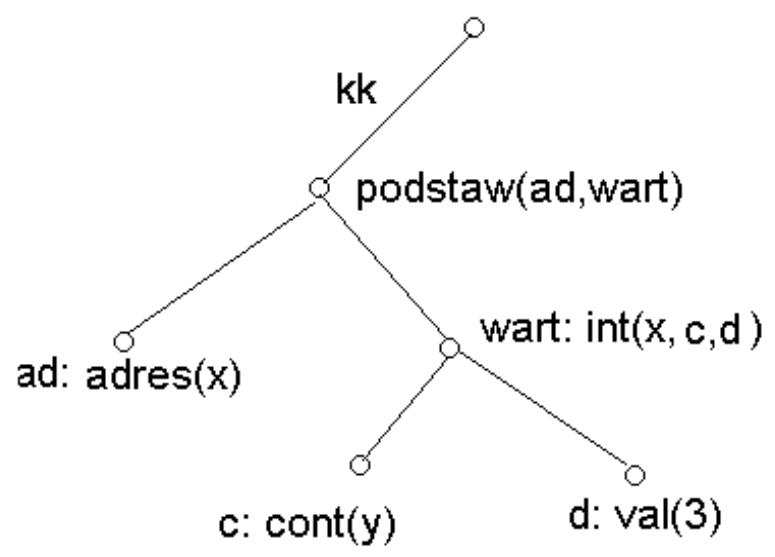 kk
podstaw(ad,wart)
wart: int(x, c,d )
ad: adres(x)
c: cont(y)
d: val(3)